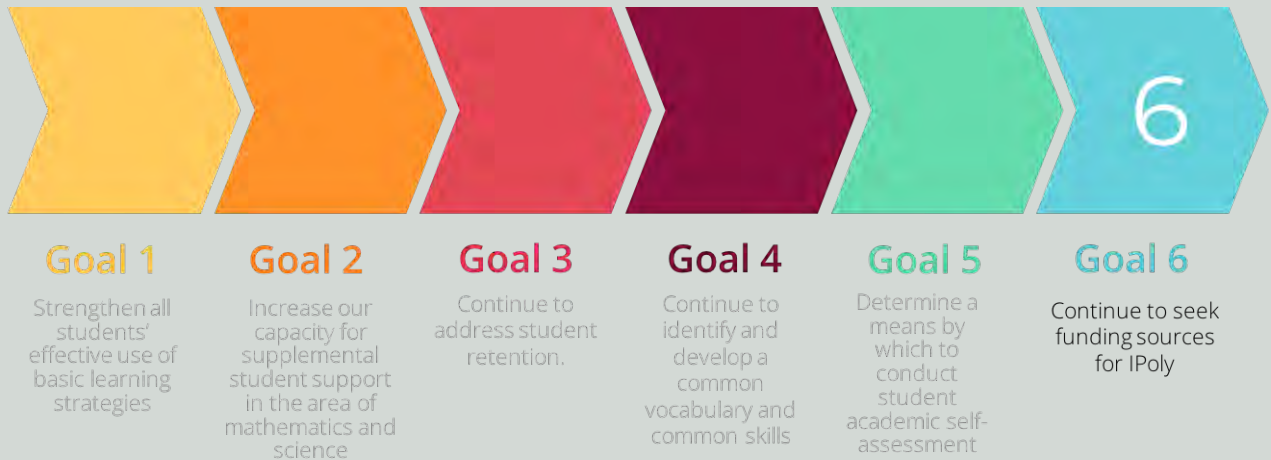 6
Goal 1
Strengthen all
students'
effective use of
basic learning
strategies
Goal 2
Increase our
capacity for
supplemental
student support
in the area of
mathematics and
science
Goal 3
Continue to
address student
retention.
Goal 4
Continue to
identify and
develop a
common
vocabulary and
common skills
Goal 5
Determine a
means by
which to
conduct
student
academic self-
assessment
Goal 6
Continue to seek
funding sources
for IPoly